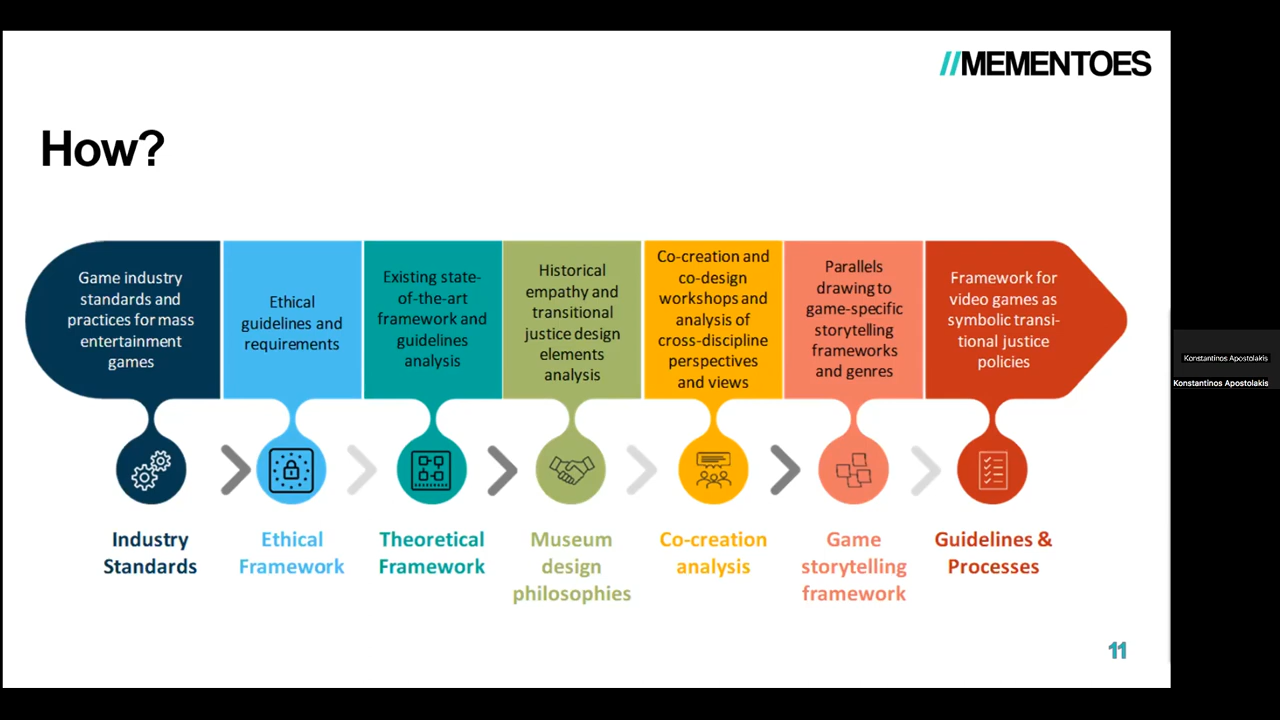 //MEMENTOES
How?
Game industry
standards and
practices for mass
entertainment
games
Ethical
guidelines and
requirements
Existing state-
of-the-art
framework and
guidelines
analysis
Historical
empathy and
transitional
justice design
elements
analysis
Co-creation and
co-design
workshops and
analysis of
cross-discipline
perspectives
and views
Parallels
drawing to
game-specific
storytelling
frameworks
and genres
Framework for
video games as
symbolic transi-
tional justice
policies
Industry
Standards
Ethical
Framework
Theoretical
Framework
Museum
design
philosophies
Co-creation
analysis
Game
storytelling
framework
Guidelines &
Processes
11
Konstantinos Apostolakis
Konstantinos Apostolakis